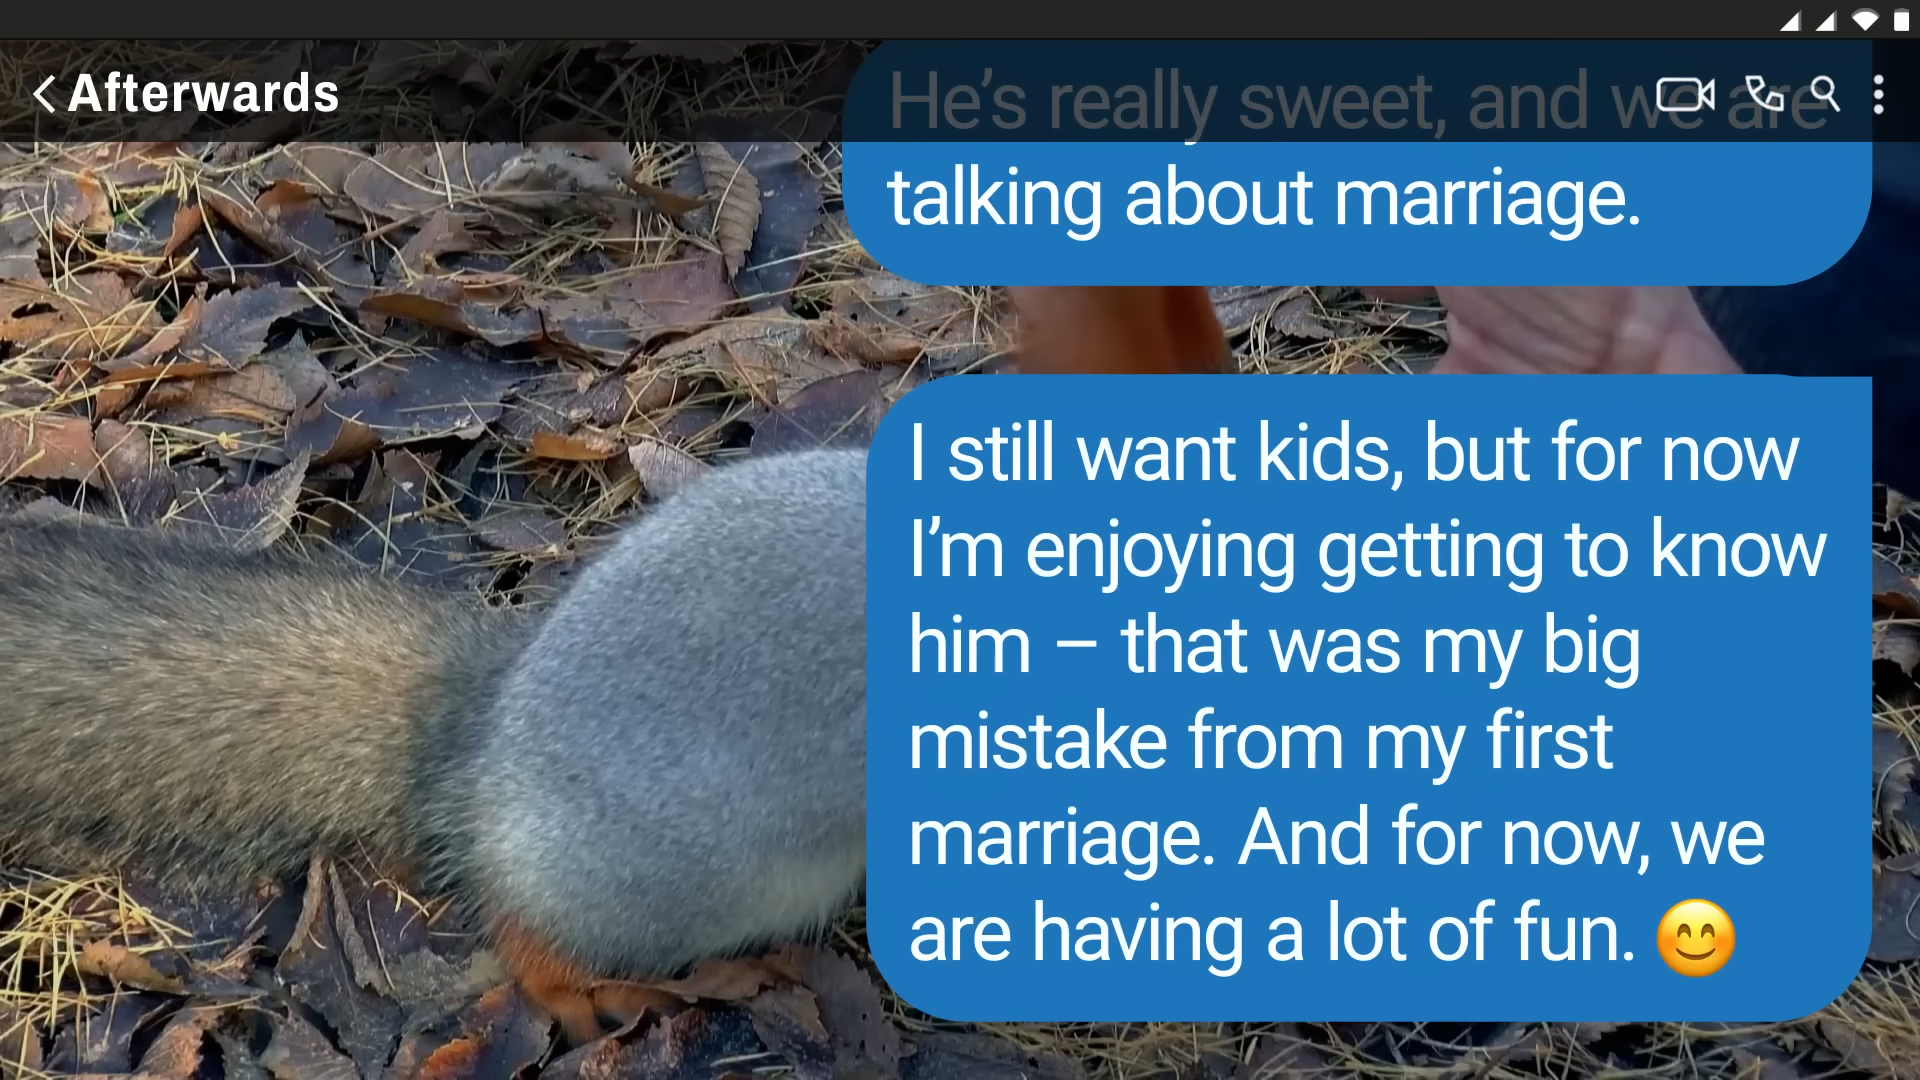 Afterwards
He’s really sweet, and we are
talking about marriage.
I still want kids, but for now
I’m enjoying getting to know
him – that was my big
mistake from my first
marriage. And for now, we
are having a lot of fun. 😊